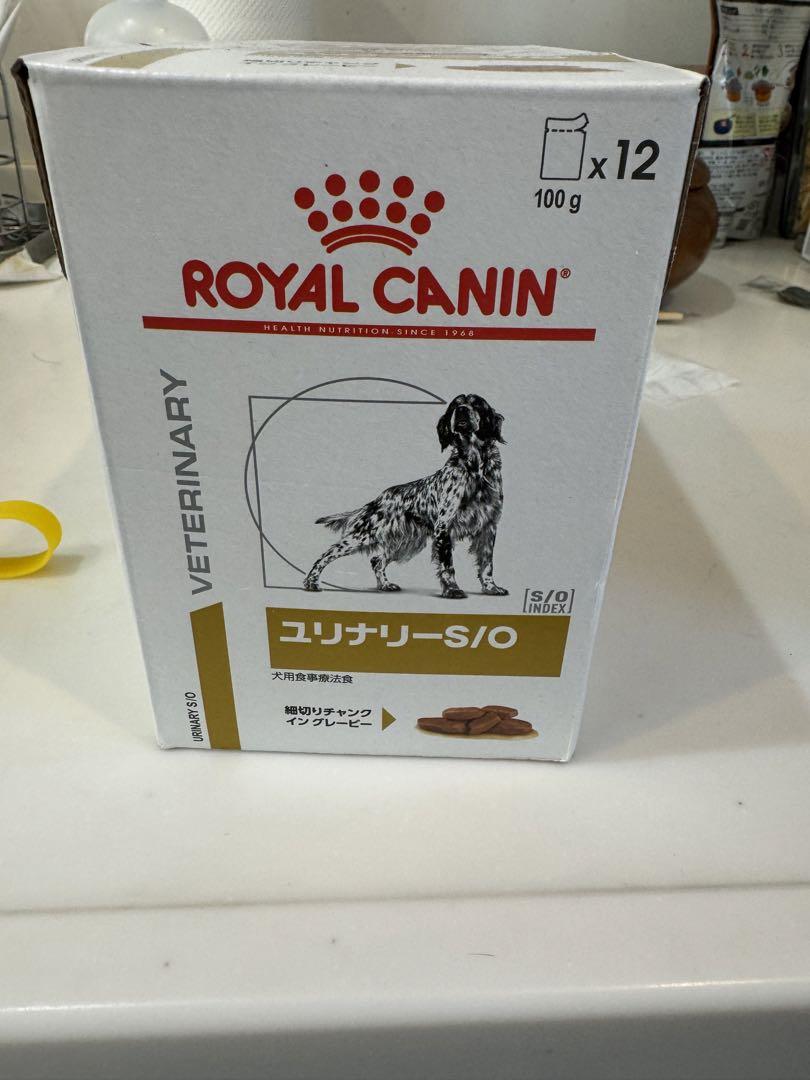 x12
100 g
ROYAL CANIN®
HEALTH NUTRITION SINCE 1968
VETERINARY
[S/O]
INDEX
ユリナリーS/O
犬用食事療法食
URINARY S/O
細切りチャンク
イン グレービー